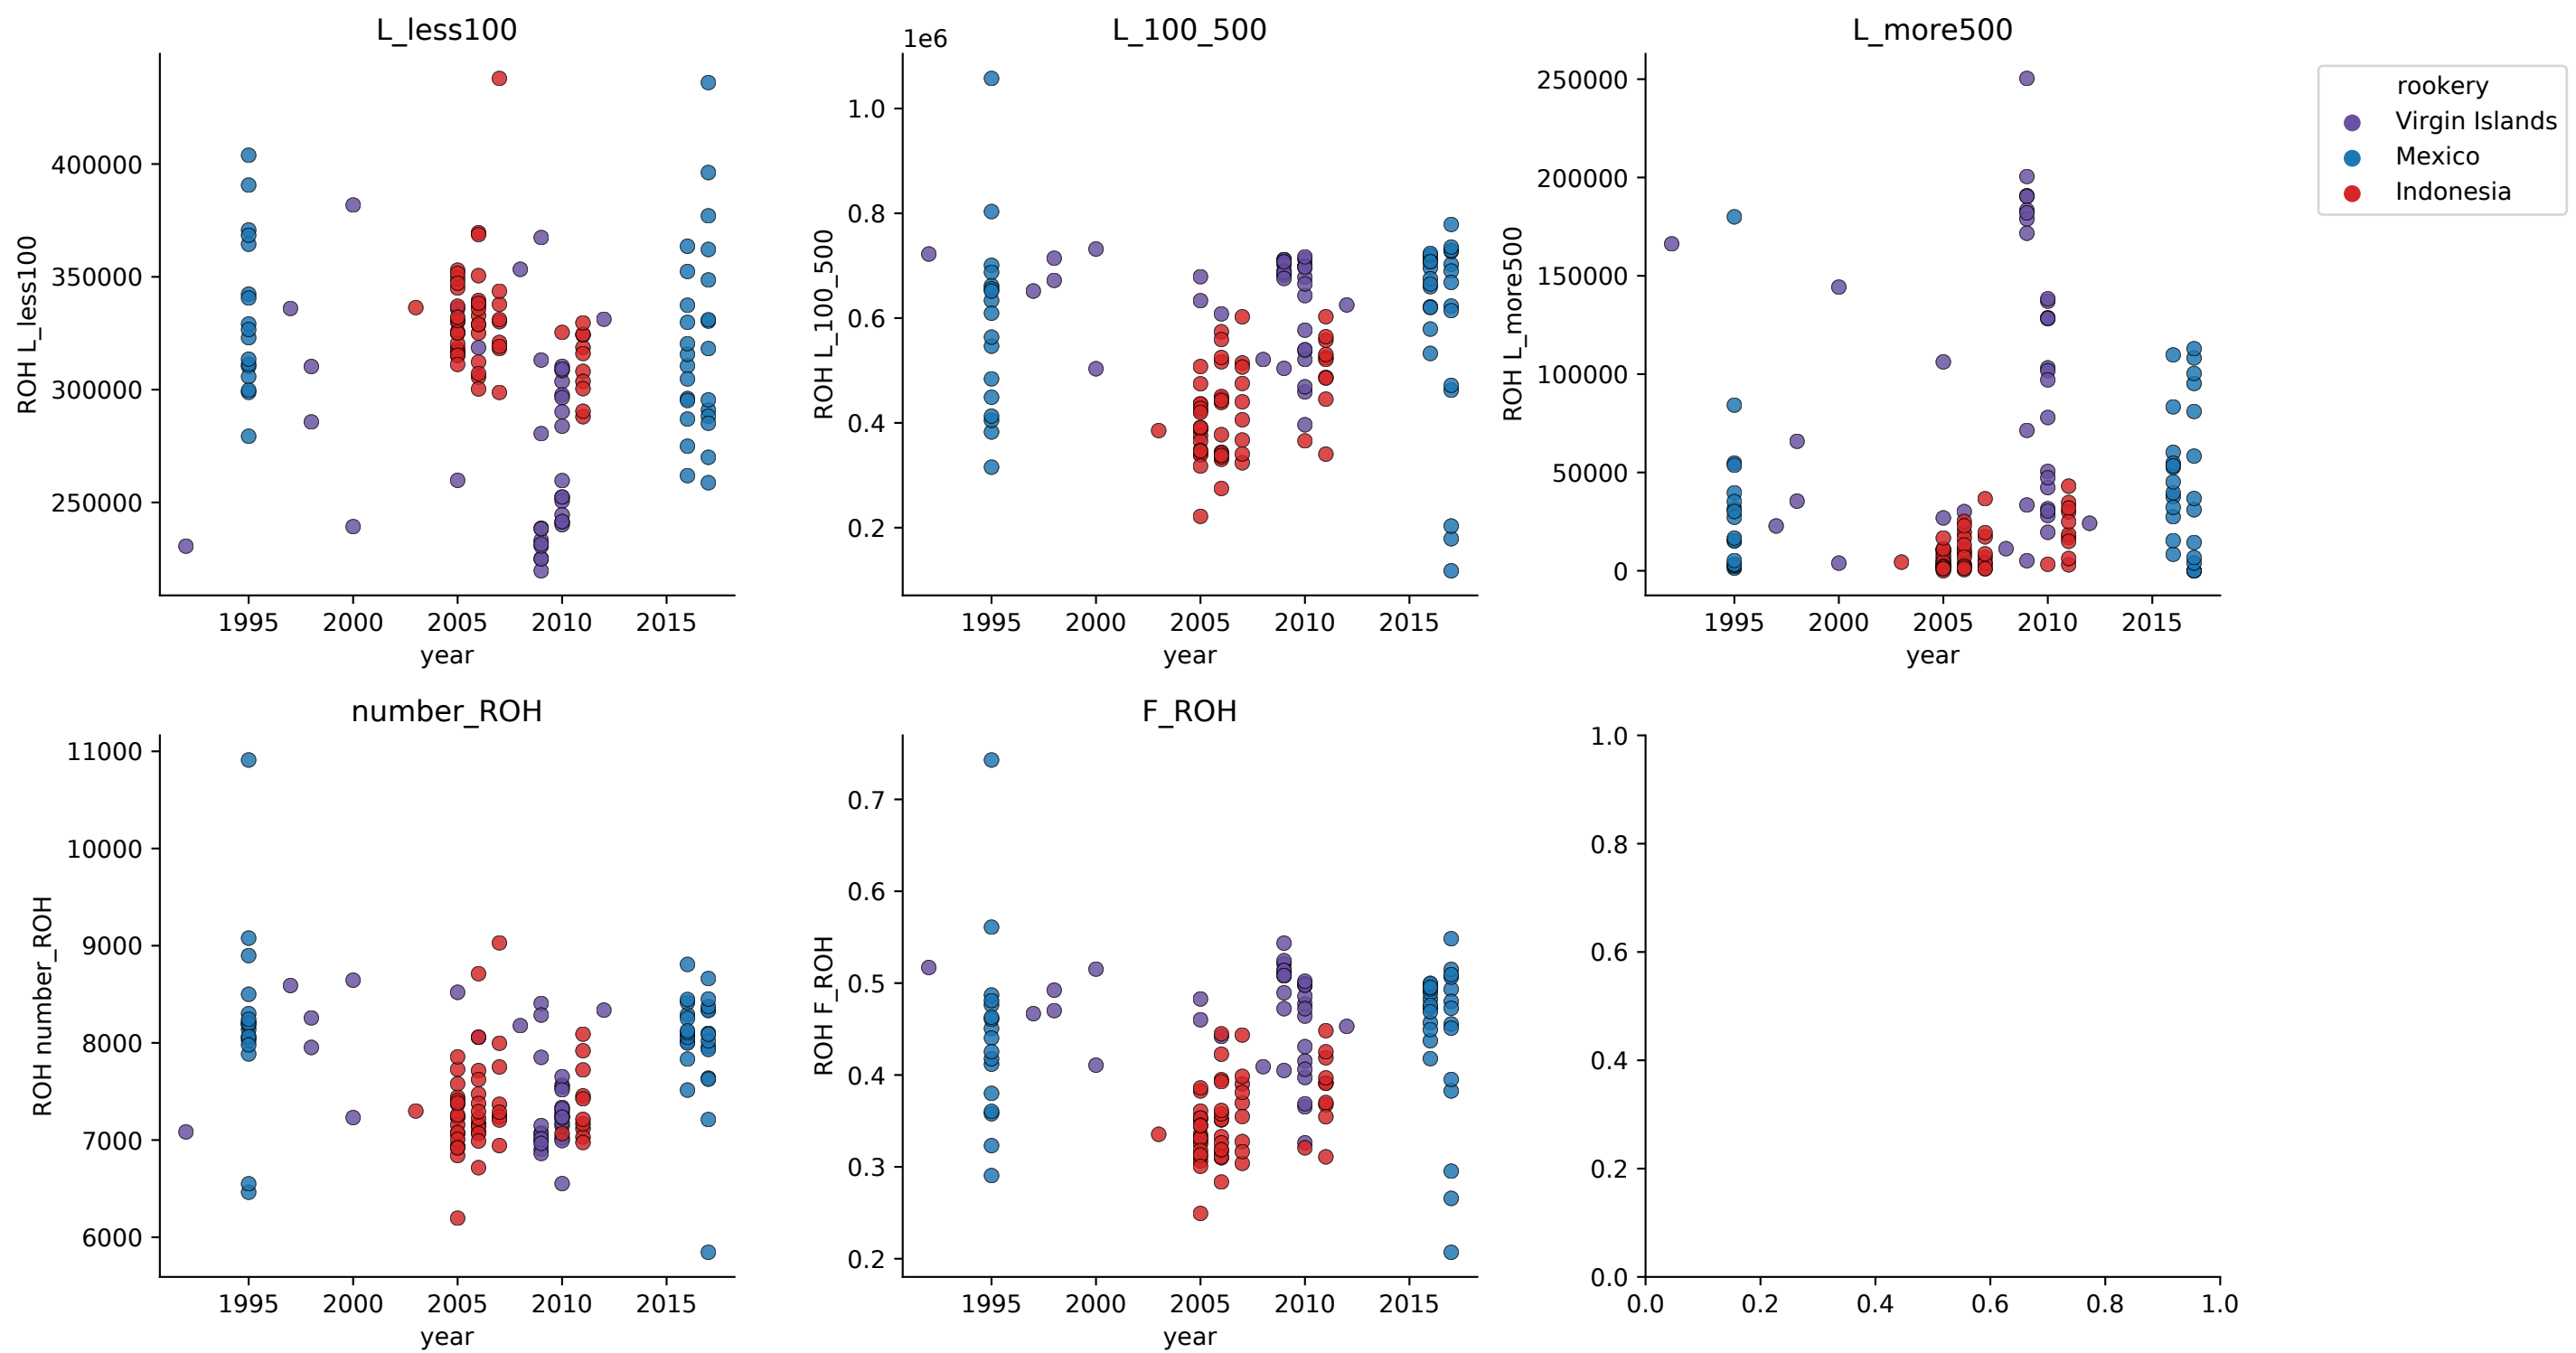 L_less100
ROH L_less100
400000
350000
300000
250000
1995 2000 2005 2010 2015
year
L_100_500
1e6
ROH L_100_500
1.0
0.8
0.6
0.4
0.2
1995 2000 2005 2010 2015
year
L_more500
ROH L_more500
250000
200000
150000
100000
50000
0
1995 2000 2005 2010 2015
year
rookery
Virgin Islands
Mexico
Indonesia
number_ROH
ROH number_ROH
11000
10000
9000
8000
7000
6000
1995 2000 2005 2010 2015
year
F_ROH
ROH F_ROH
0.7
0.6
0.5
0.4
0.3
0.2
1995 2000 2005 2010 2015
year
1.0
0.8
0.6
0.4
0.2
0.0
0.0 0.2 0.4 0.6 0.8 1.0